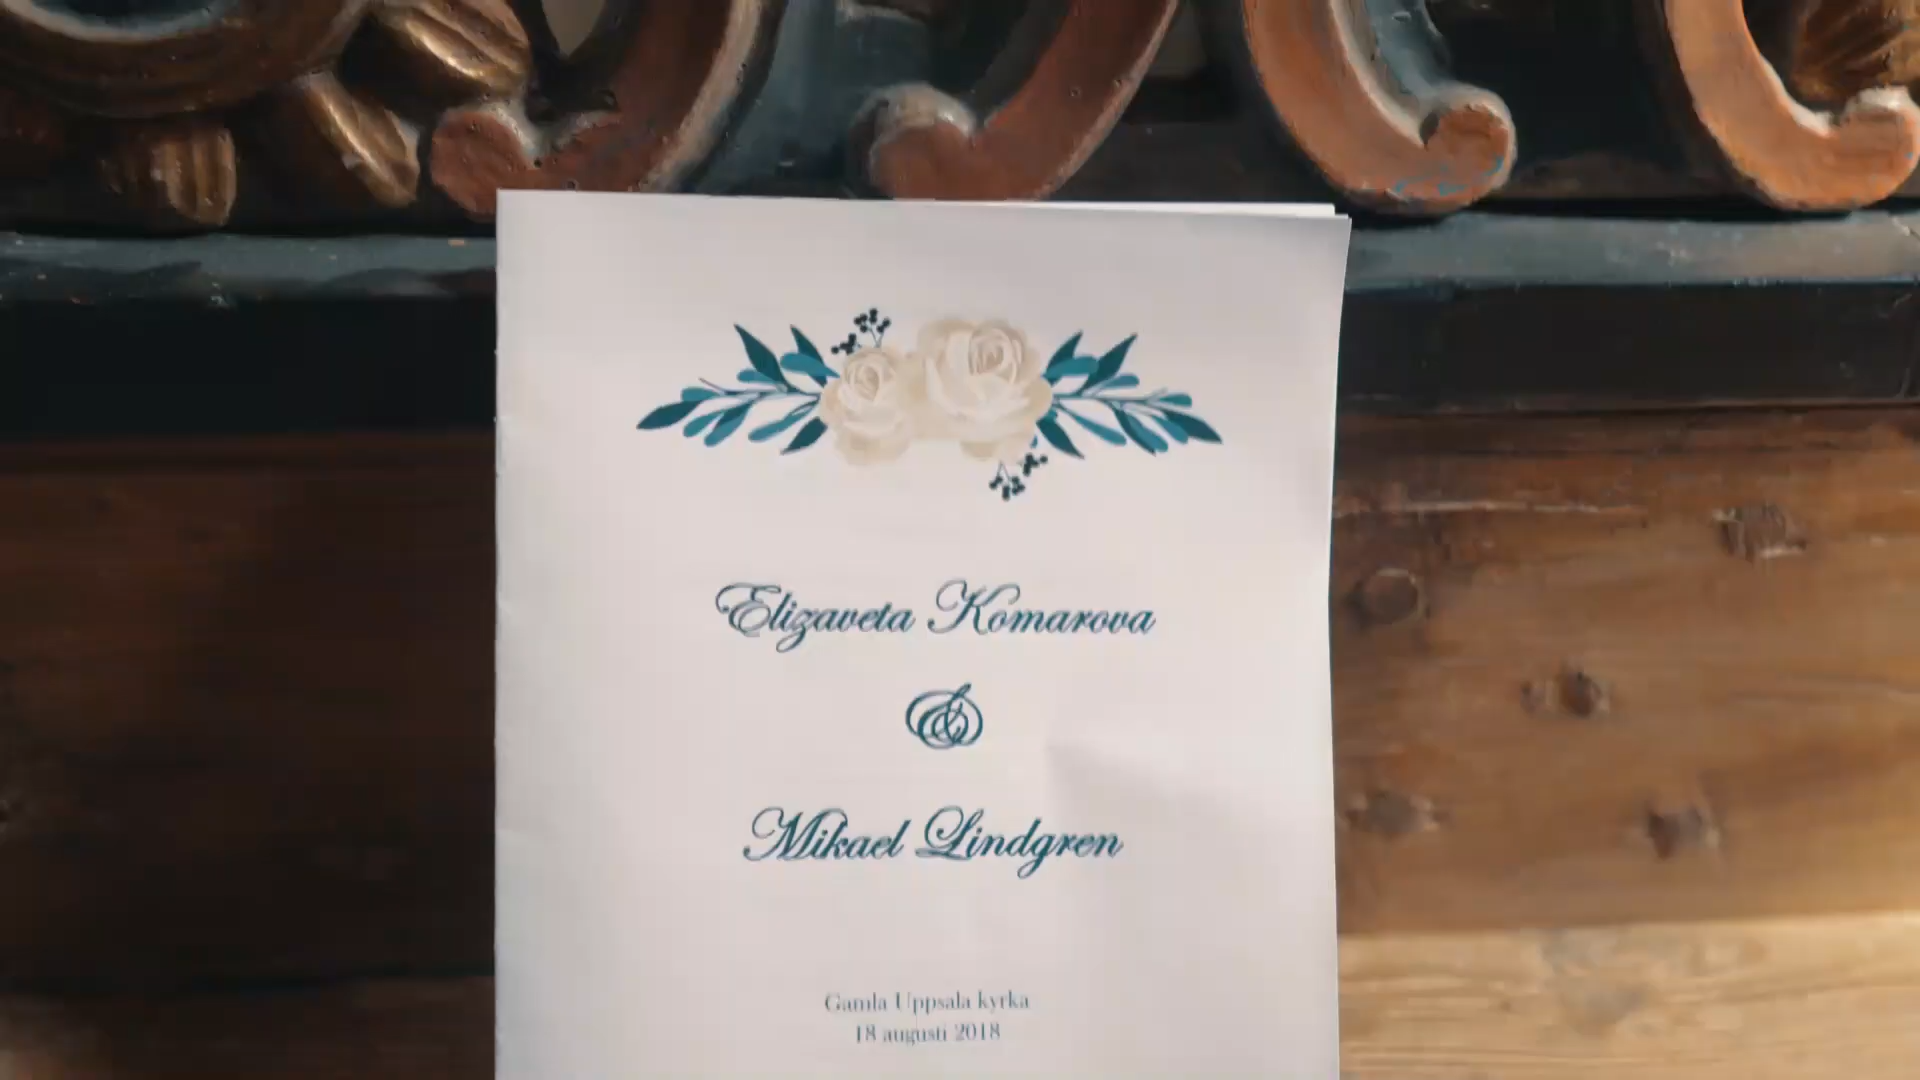 Elizaveta Komarova
&
Mikael Lindgren
Gamla Uppsala kyrka
18 augusti 2018